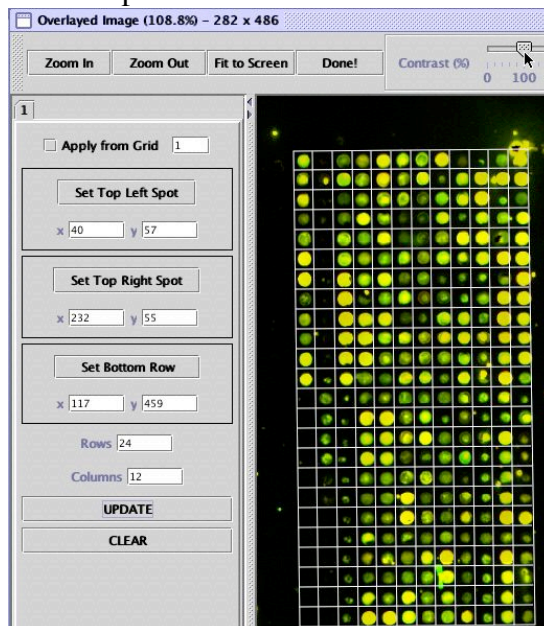 Overlayed Image (108.8%) – 282 x 486
Zoom In Zoom Out Fit to Screen Done! Contrast (%)
0 100
1
Apply from Grid 1
Set Top Left Spot
x 40 y 57
Set Top Right Spot
x 232 y 55
Set Bottom Row
x 117 y 459
Rows 24
Columns 12
UPDATE
CLEAR